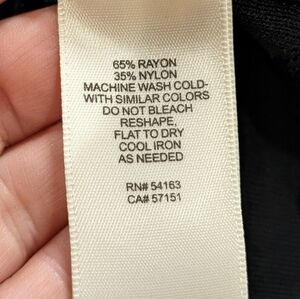 65% RAYON
35% NYLON
MACHINE WASH COLD-
WITH SIMILAR COLORS
DO NOT BLEACH
RESHAPE,
FLAT TO DRY
COOL IRON
AS NEEDED
RN# 54163
CA# 57151